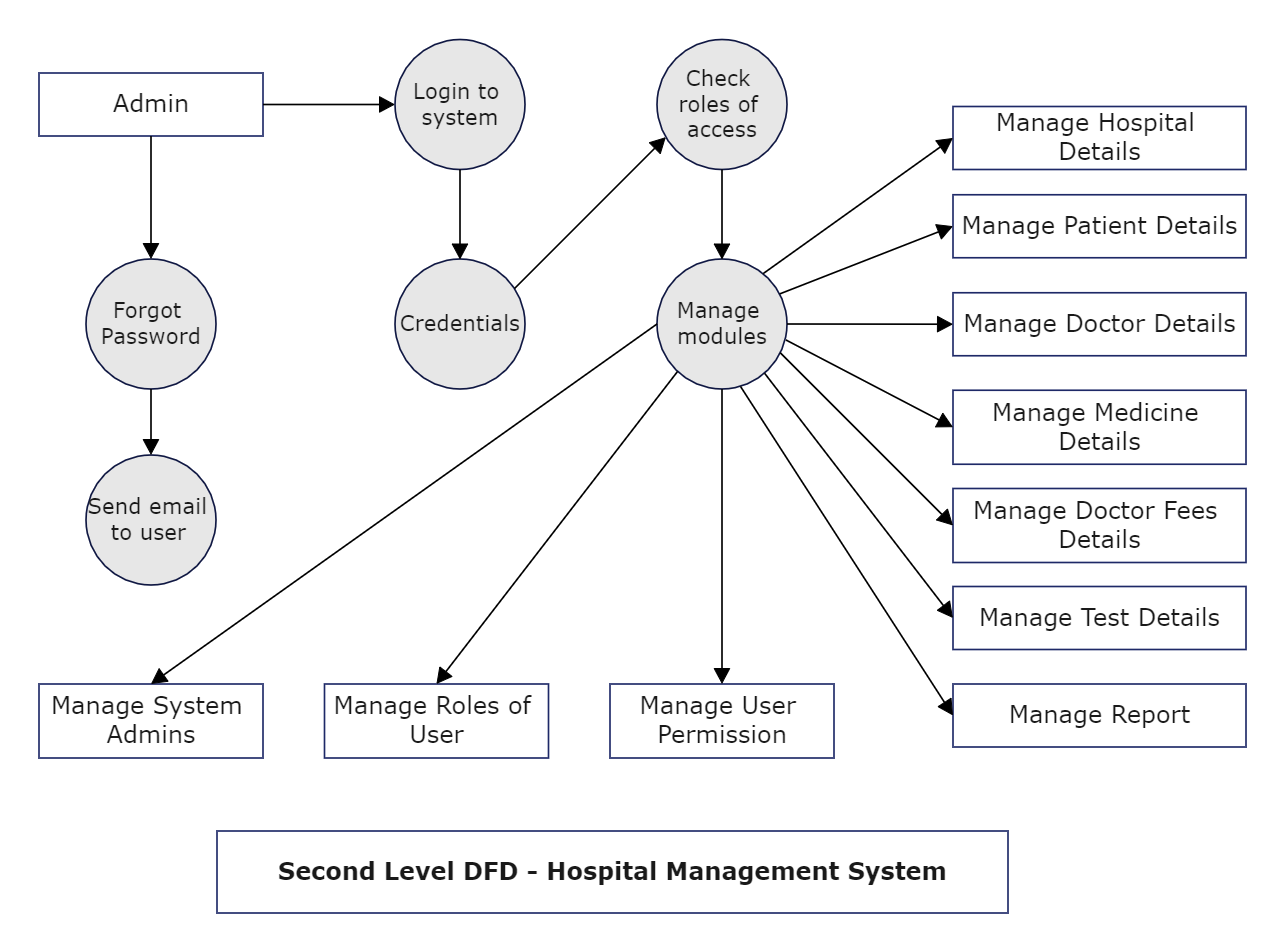 Admin
Login to
system
Check
roles of
access
Manage Hospital
Details
Manage Patient Details
Forgot
Password
Credentials
Manage
modules
Manage Doctor Details
Manage Medicine
Details
Send email
to user
Manage Doctor Fees
Details
Manage Test Details
Manage System
Admins
Manage Roles of
User
Manage User
Permission
Manage Report
Second Level DFD - Hospital Management System